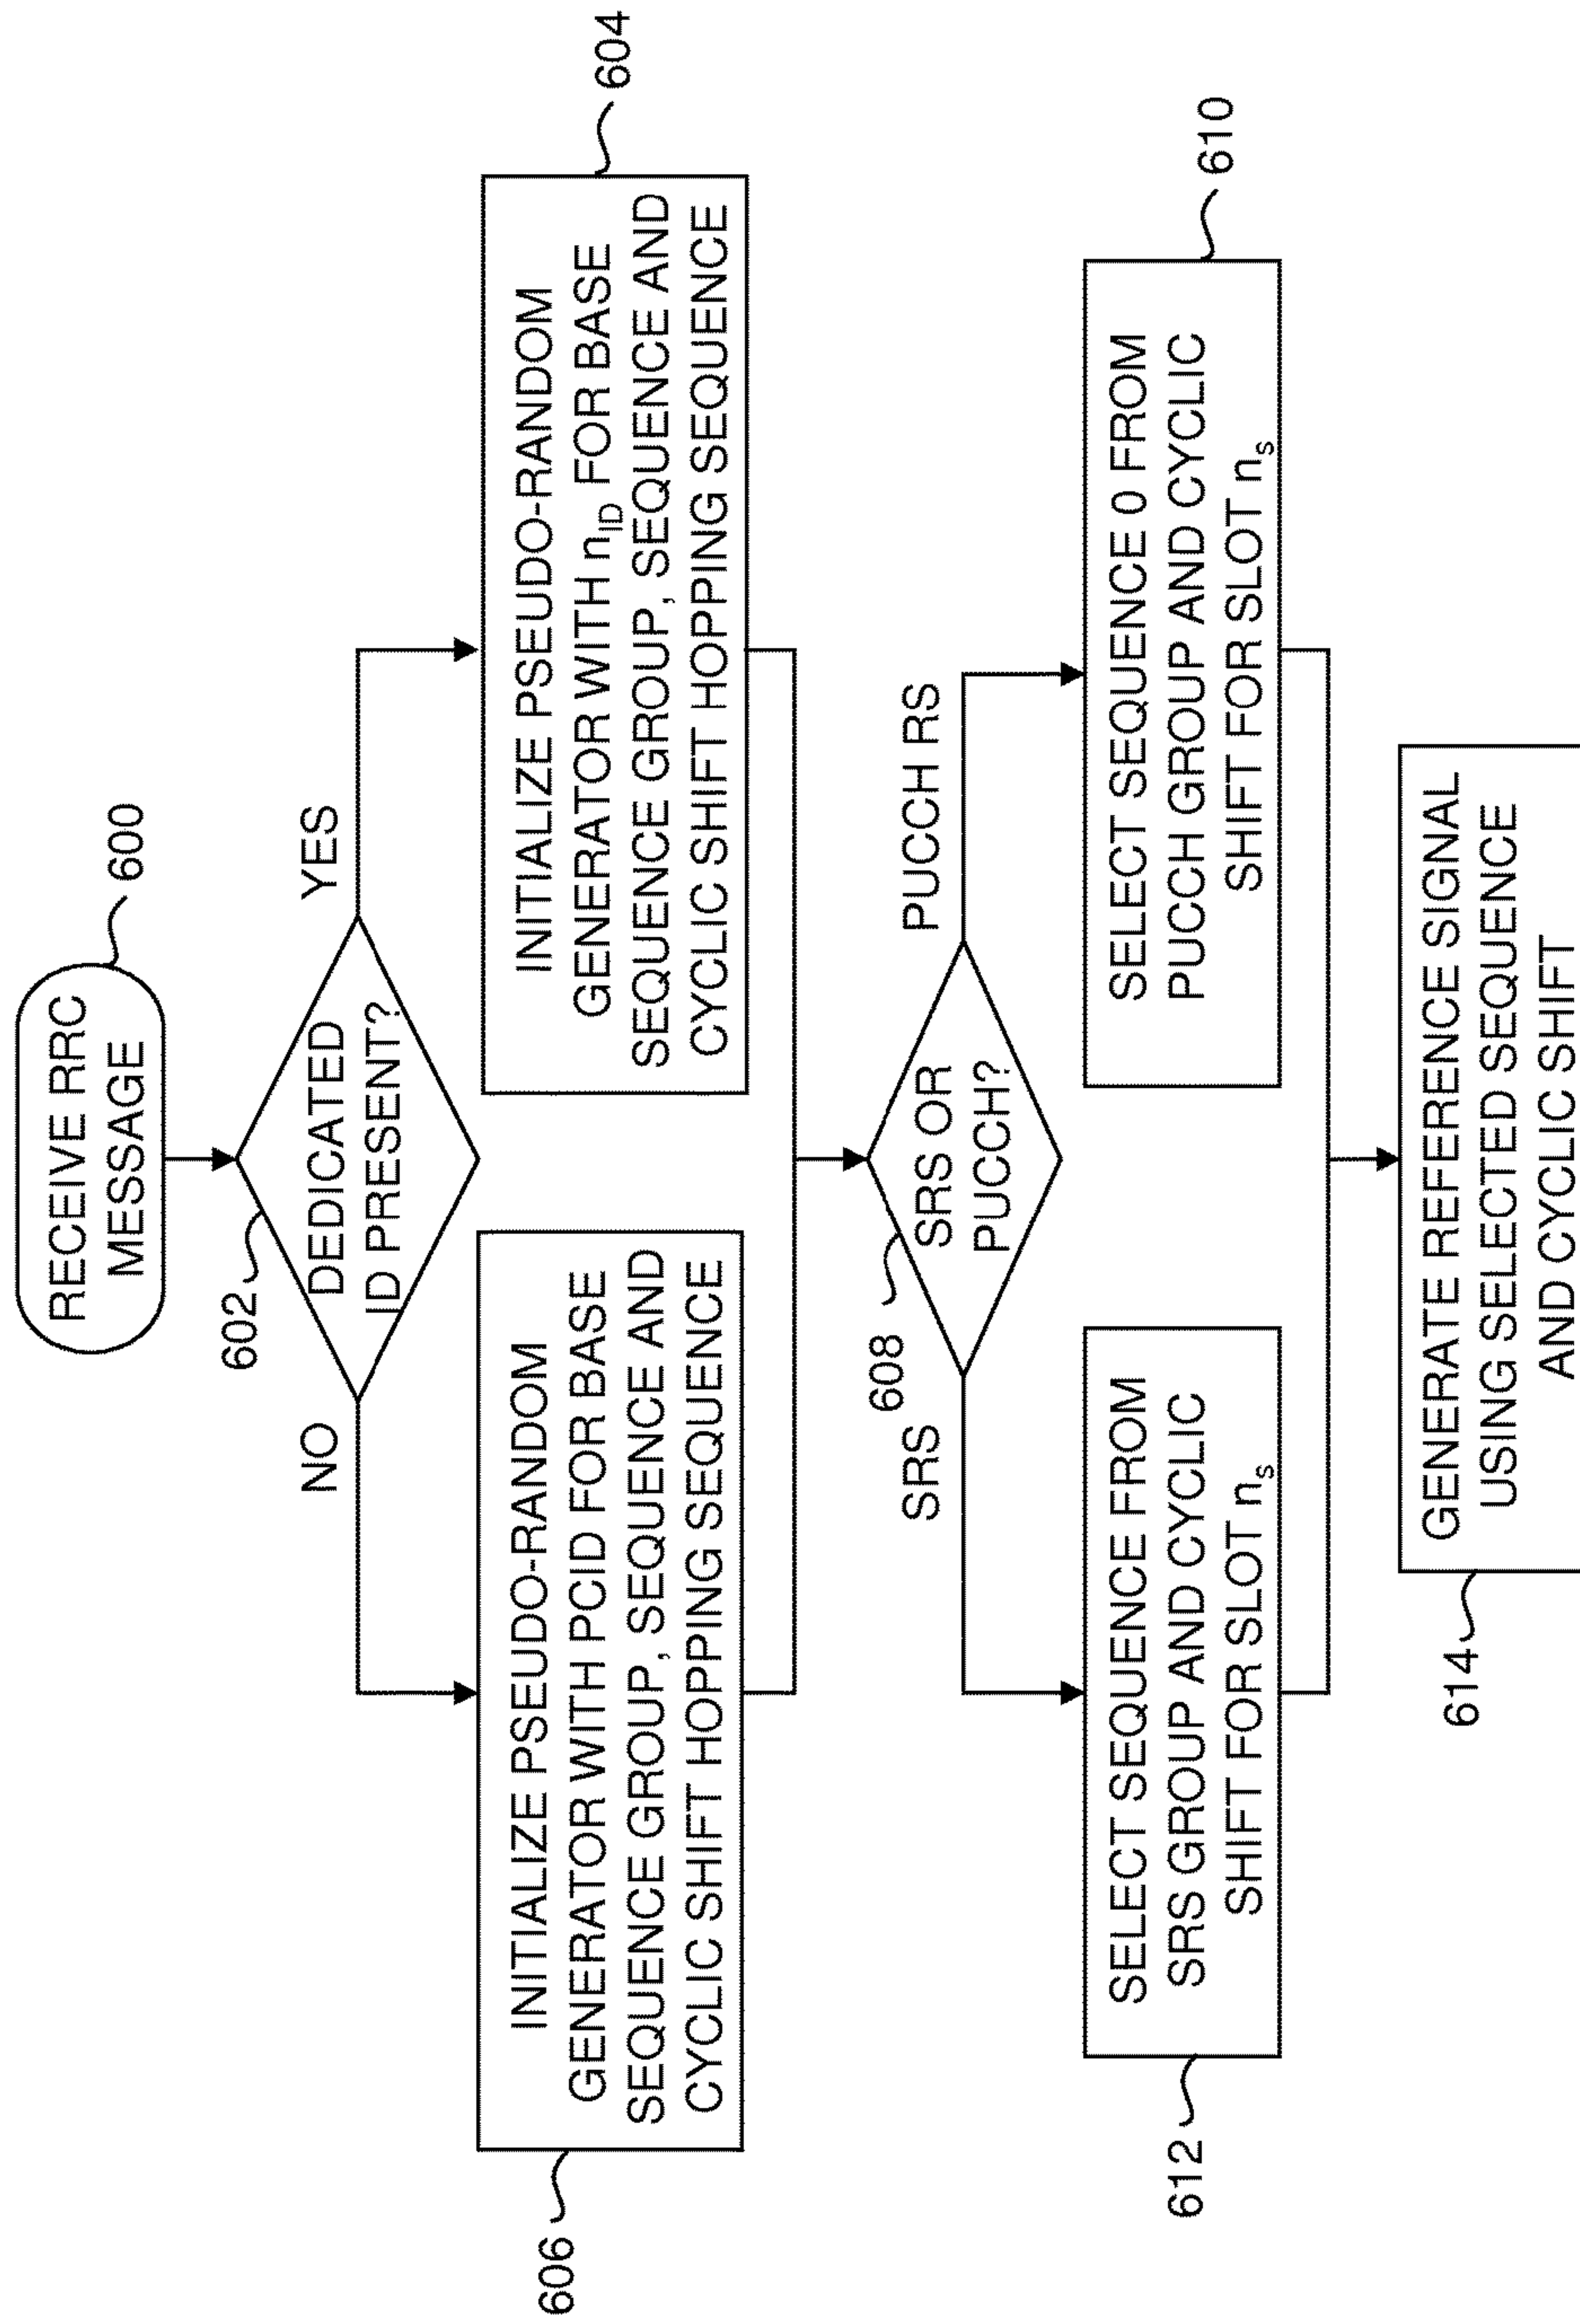 RECEIVE RRC
MESSAGE
600
602
DEDICATED
ID PRESENT?
NO
YES
INITIALIZE PSEUDO-RANDOM
GENERATOR WITH PCID FOR BASE
SEQUENCE GROUP, SEQUENCE AND
CYCLIC SHIFT HOPPING SEQUENCE
606
INITIALIZE PSEUDO-RANDOM
GENERATOR WITH nID FOR BASE
SEQUENCE GROUP, SEQUENCE AND
CYCLIC SHIFT HOPPING SEQUENCE
604
608
SRS OR
PUCCH?
SRS
PUCCH RS
SELECT SEQUENCE FROM
SRS GROUP AND CYCLIC
SHIFT FOR SLOT ns
612
SELECT SEQUENCE 0 FROM
PUCCH GROUP AND CYCLIC
SHIFT FOR SLOT ns
610
GENERATE REFERENCE SIGNAL
USING SELECTED SEQUENCE
AND CYCLIC SHIFT
614